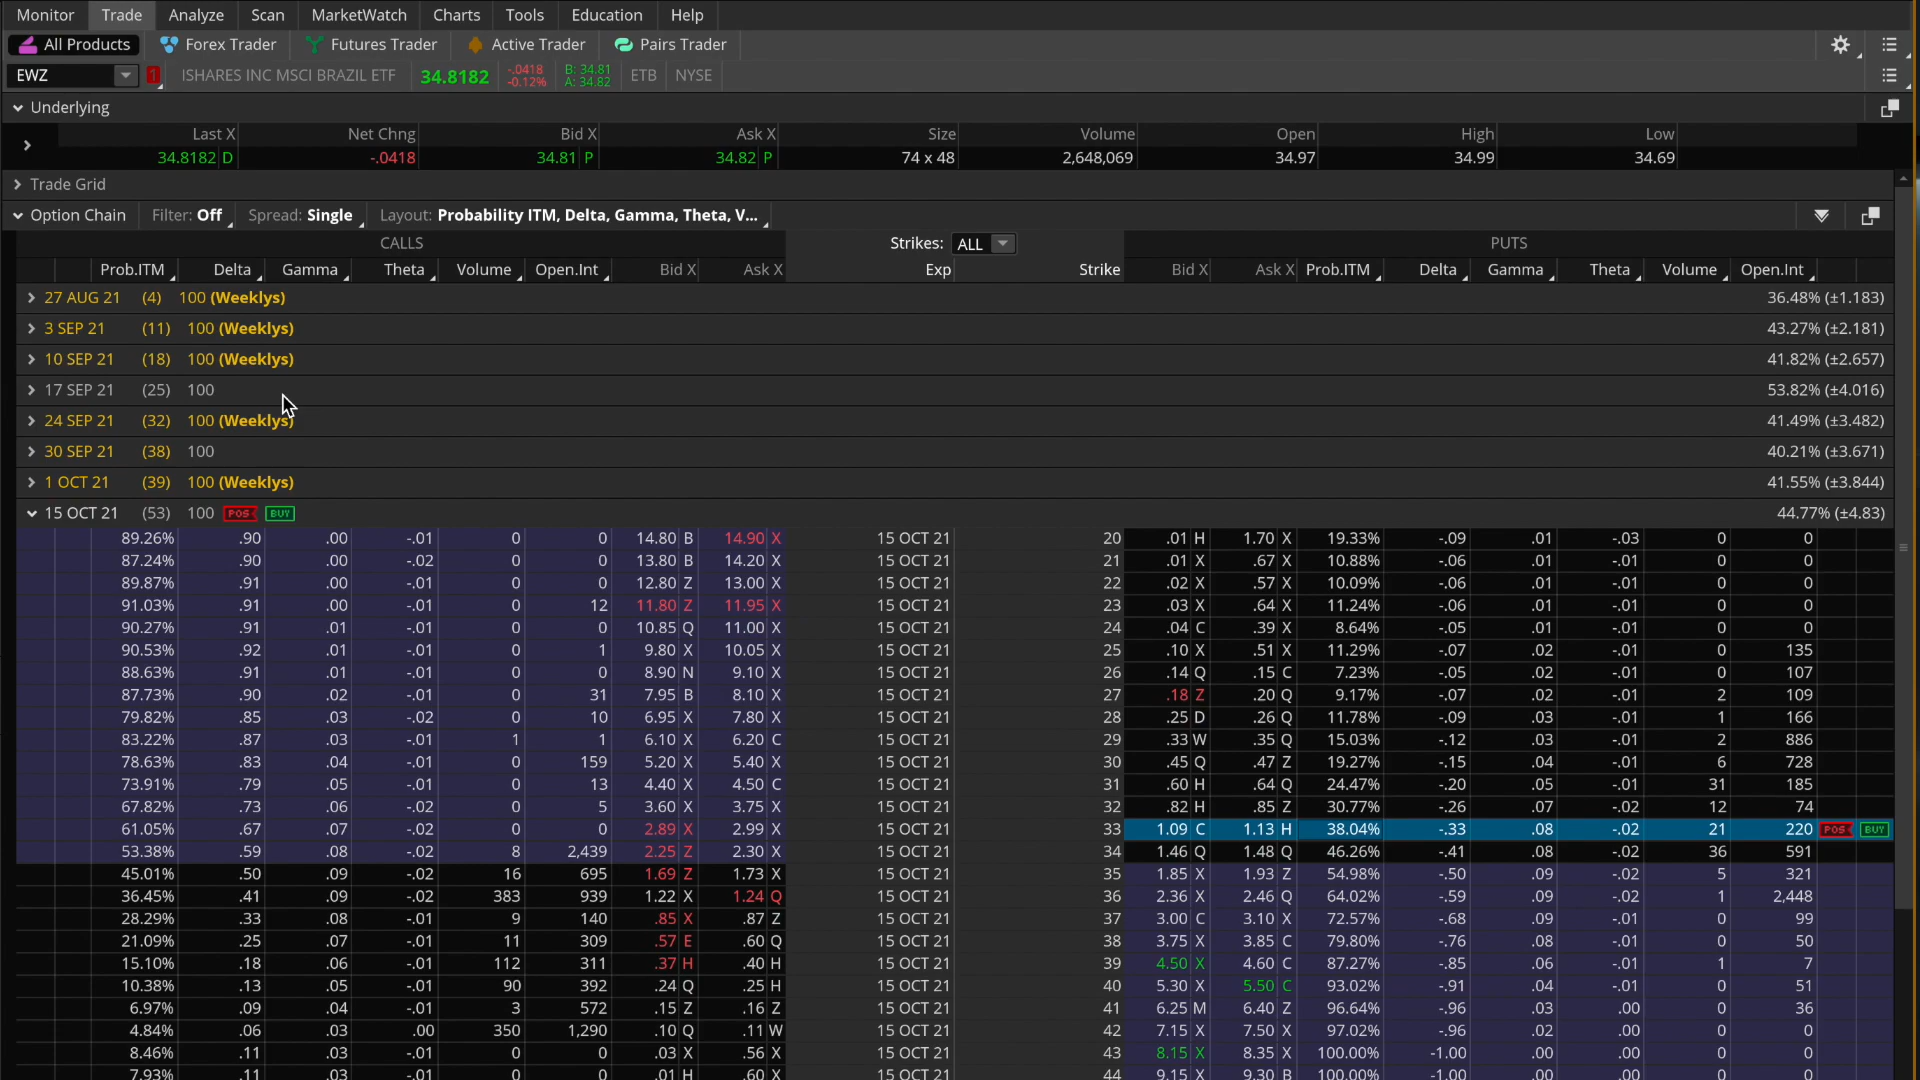 Monitor Trade Analyze Scan MarketWatch Charts Tools Education Help
All Products Forex Trader Futures Trader Active Trader Pairs Trader
EWZ 1 ISHARES INC MSCI BRAZIL ETF 34.8182 -.0418 -0.12% B: 34.81 A: 34.82 ETB NYSE
Underlying
Last X Net Chng Bid X Ask X Size Volume Open High Low
34.8182 D -.0418 34.81 P 34.82 P 74 x 48 2,648,069 34.97 34.99 34.69
Trade Grid
Option Chain Filter: Off Spread: Single Layout: Probability ITM, Delta, Gamma, Theta, V...
CALLS Strikes: ALL PUTS
Prob.ITM Delta Gamma Theta Volume Open.Int Bid X Ask X Exp Strike Bid X Ask X Prob.ITM Delta Gamma Theta Volume Open.Int
27 AUG 21 (4) 100 (Weeklys) 36.48% (±1.183)
3 SEP 21 (11) 100 (Weeklys) 43.27% (±2.181)
10 SEP 21 (18) 100 (Weeklys) 41.82% (±2.657)
17 SEP 21 (25) 100 53.82% (±4.016)
24 SEP 21 (32) 100 (Weeklys) 41.49% (±3.482)
30 SEP 21 (38) 100 40.21% (±3.671)
1 OCT 21 (39) 100 (Weeklys) 41.55% (±3.844)
15 OCT 21 (53) 100 POS BUY 44.77% (±4.83)
89.26% .90 .00 -.01 0 0 14.80 B 14.90 X 15 OCT 21 20 .01 H 1.70 X 19.33% -.09 .01 -.03 0 0
87.24% .90 .00 -.02 0 0 13.80 B 14.20 X 15 OCT 21 21 .01 X .67 X 10.88% -.06 .01 -.01 0 0
89.87% .91 .00 -.01 0 0 12.80 Z 13.00 X 15 OCT 21 22 .02 X .57 X 10.09% -.06 .01 -.01 0 0
91.03% .91 .00 -.01 0 12 11.80 Z 11.95 X 15 OCT 21 23 .03 X .64 X 11.24% -.06 .01 -.01 0 0
90.27% .91 .01 -.01 0 0 10.85 Q 11.00 X 15 OCT 21 24 .04 C .39 X 8.64% -.05 .01 -.01 0 0
90.53% .92 .01 -.01 0 1 9.80 X 10.05 X 15 OCT 21 25 .10 X .51 X 11.29% -.07 .02 -.01 0 135
88.63% .91 .01 -.01 0 0 8.90 N 9.10 X 15 OCT 21 26 .14 Q .15 C 7.23% -.05 .02 -.01 0 107
87.73% .90 .02 -.01 0 31 7.95 B 8.10 X 15 OCT 21 27 .18 Z .20 Q 9.17% -.07 .02 -.01 2 109
79.82% .85 .03 -.02 0 10 6.95 X 7.80 X 15 OCT 21 28 .25 D .26 Q 11.78% -.09 .03 -.01 1 166
83.22% .87 .03 -.01 1 1 6.10 X 6.20 C 15 OCT 21 29 .33 W .35 Q 15.03% -.12 .03 -.01 2 886
78.63% .83 .04 -.01 0 159 5.20 X 5.40 X 15 OCT 21 30 .45 Q .47 Z 19.27% -.15 .04 -.01 6 728
73.91% .79 .05 -.01 0 13 4.40 X 4.50 C 15 OCT 21 31 .60 H .64 Q 24.47% -.20 .05 -.01 31 185
67.82% .73 .06 -.02 0 5 3.60 X 3.75 X 15 OCT 21 32 .82 H .85 Z 30.77% -.26 .07 -.02 12 74
61.05% .67 .07 -.02 0 0 2.89 X 2.99 X 15 OCT 21 33 1.09 C 1.13 H 38.04% -.33 .08 -.02 21 220 POS BUY
53.38% .59 .08 -.02 8 2,439 2.25 Z 2.30 X 15 OCT 21 34 1.46 Q 1.48 Q 46.26% -.41 .08 -.02 36 591
45.01% .50 .09 -.02 16 695 1.69 Z 1.73 X 15 OCT 21 35 1.85 X 1.93 Z 54.98% -.50 .09 -.02 5 321
36.45% .41 .09 -.02 383 939 1.22 X 1.24 Q 15 OCT 21 36 2.36 X 2.46 Q 64.02% -.59 .09 -.02 1 2,448
28.29% .33 .08 -.01 9 140 .85 X .87 Z 15 OCT 21 37 3.00 C 3.10 X 72.57% -.68 .09 -.01 0 99
21.09% .25 .07 -.01 11 309 .57 E .60 Q 15 OCT 21 38 3.75 X 3.85 C 79.80% -.76 .08 -.01 0 50
15.10% .18 .06 -.01 112 311 .37 H .40 H 15 OCT 21 39 4.50 X 4.60 C 87.27% -.85 .06 -.01 1 7
10.38% .13 .05 -.01 90 392 .24 Q .25 H 15 OCT 21 40 5.30 X 5.50 C 93.02% -.91 .04 -.01 0 51
6.97% .09 .04 -.01 3 572 .15 Z .16 Z 15 OCT 21 41 6.25 M 6.40 Z 96.64% -.96 .03 .00 0 36
4.84% .06 .03 .00 350 1,290 .10 Q .11 W 15 OCT 21 42 7.15 X 7.50 X 97.02% -.96 .02 .00 0 0
8.46% .11 .03 -.01 0 0 .03 X .56 X 15 OCT 21 43 8.15 X 8.35 X 100.00% -1.00 .00 .00 0 0
7.93% .11 .03 -.01 0 0 .01 H .60 X 15 OCT 21 44 9.15 X 9.30 B 100.00% -1.00 .00 .00 0 0